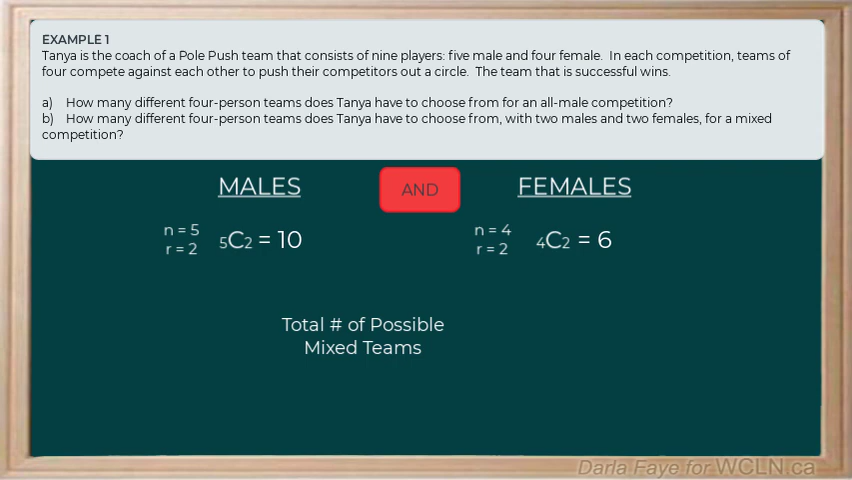 EXAMPLE 1
Tanya is the coach of a Pole Push team that consists of nine players: five male and four female. In each competition, teams of
four compete against each other to push their competitors out a circle. The team that is successful wins.
a) How many different four-person teams does Tanya have to choose from for an all-male competition?
b) How many different four-person teams does Tanya have to choose from, with two males and two females, for a mixed
competition?
MALES AND FEMALES
n = 5
r = 2
5C2 = 10
n = 4
r = 2
4C2 = 6
Total # of Possible
Mixed Teams
Darla Faye for WCLN.ca